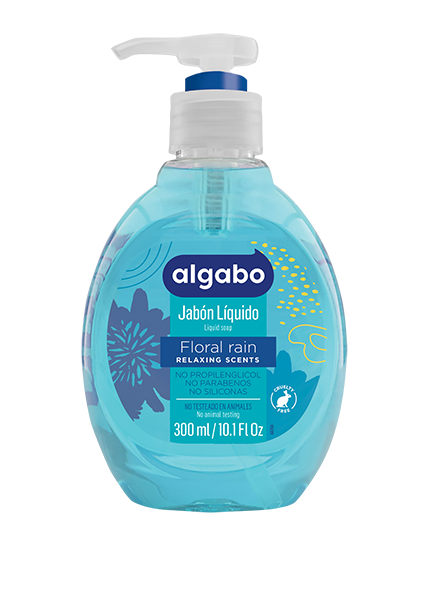 algabo
Jabón Líquido
Liquid soap
Floral rain
RELAXING SCENTS
NO PROPILENGLICOL
NO PARABENOS
NO SILICONAS
NO TESTEADO EN ANIMALES
No animal testing
CRUELTY
FREE
300 ml/10.1 Fl Oz